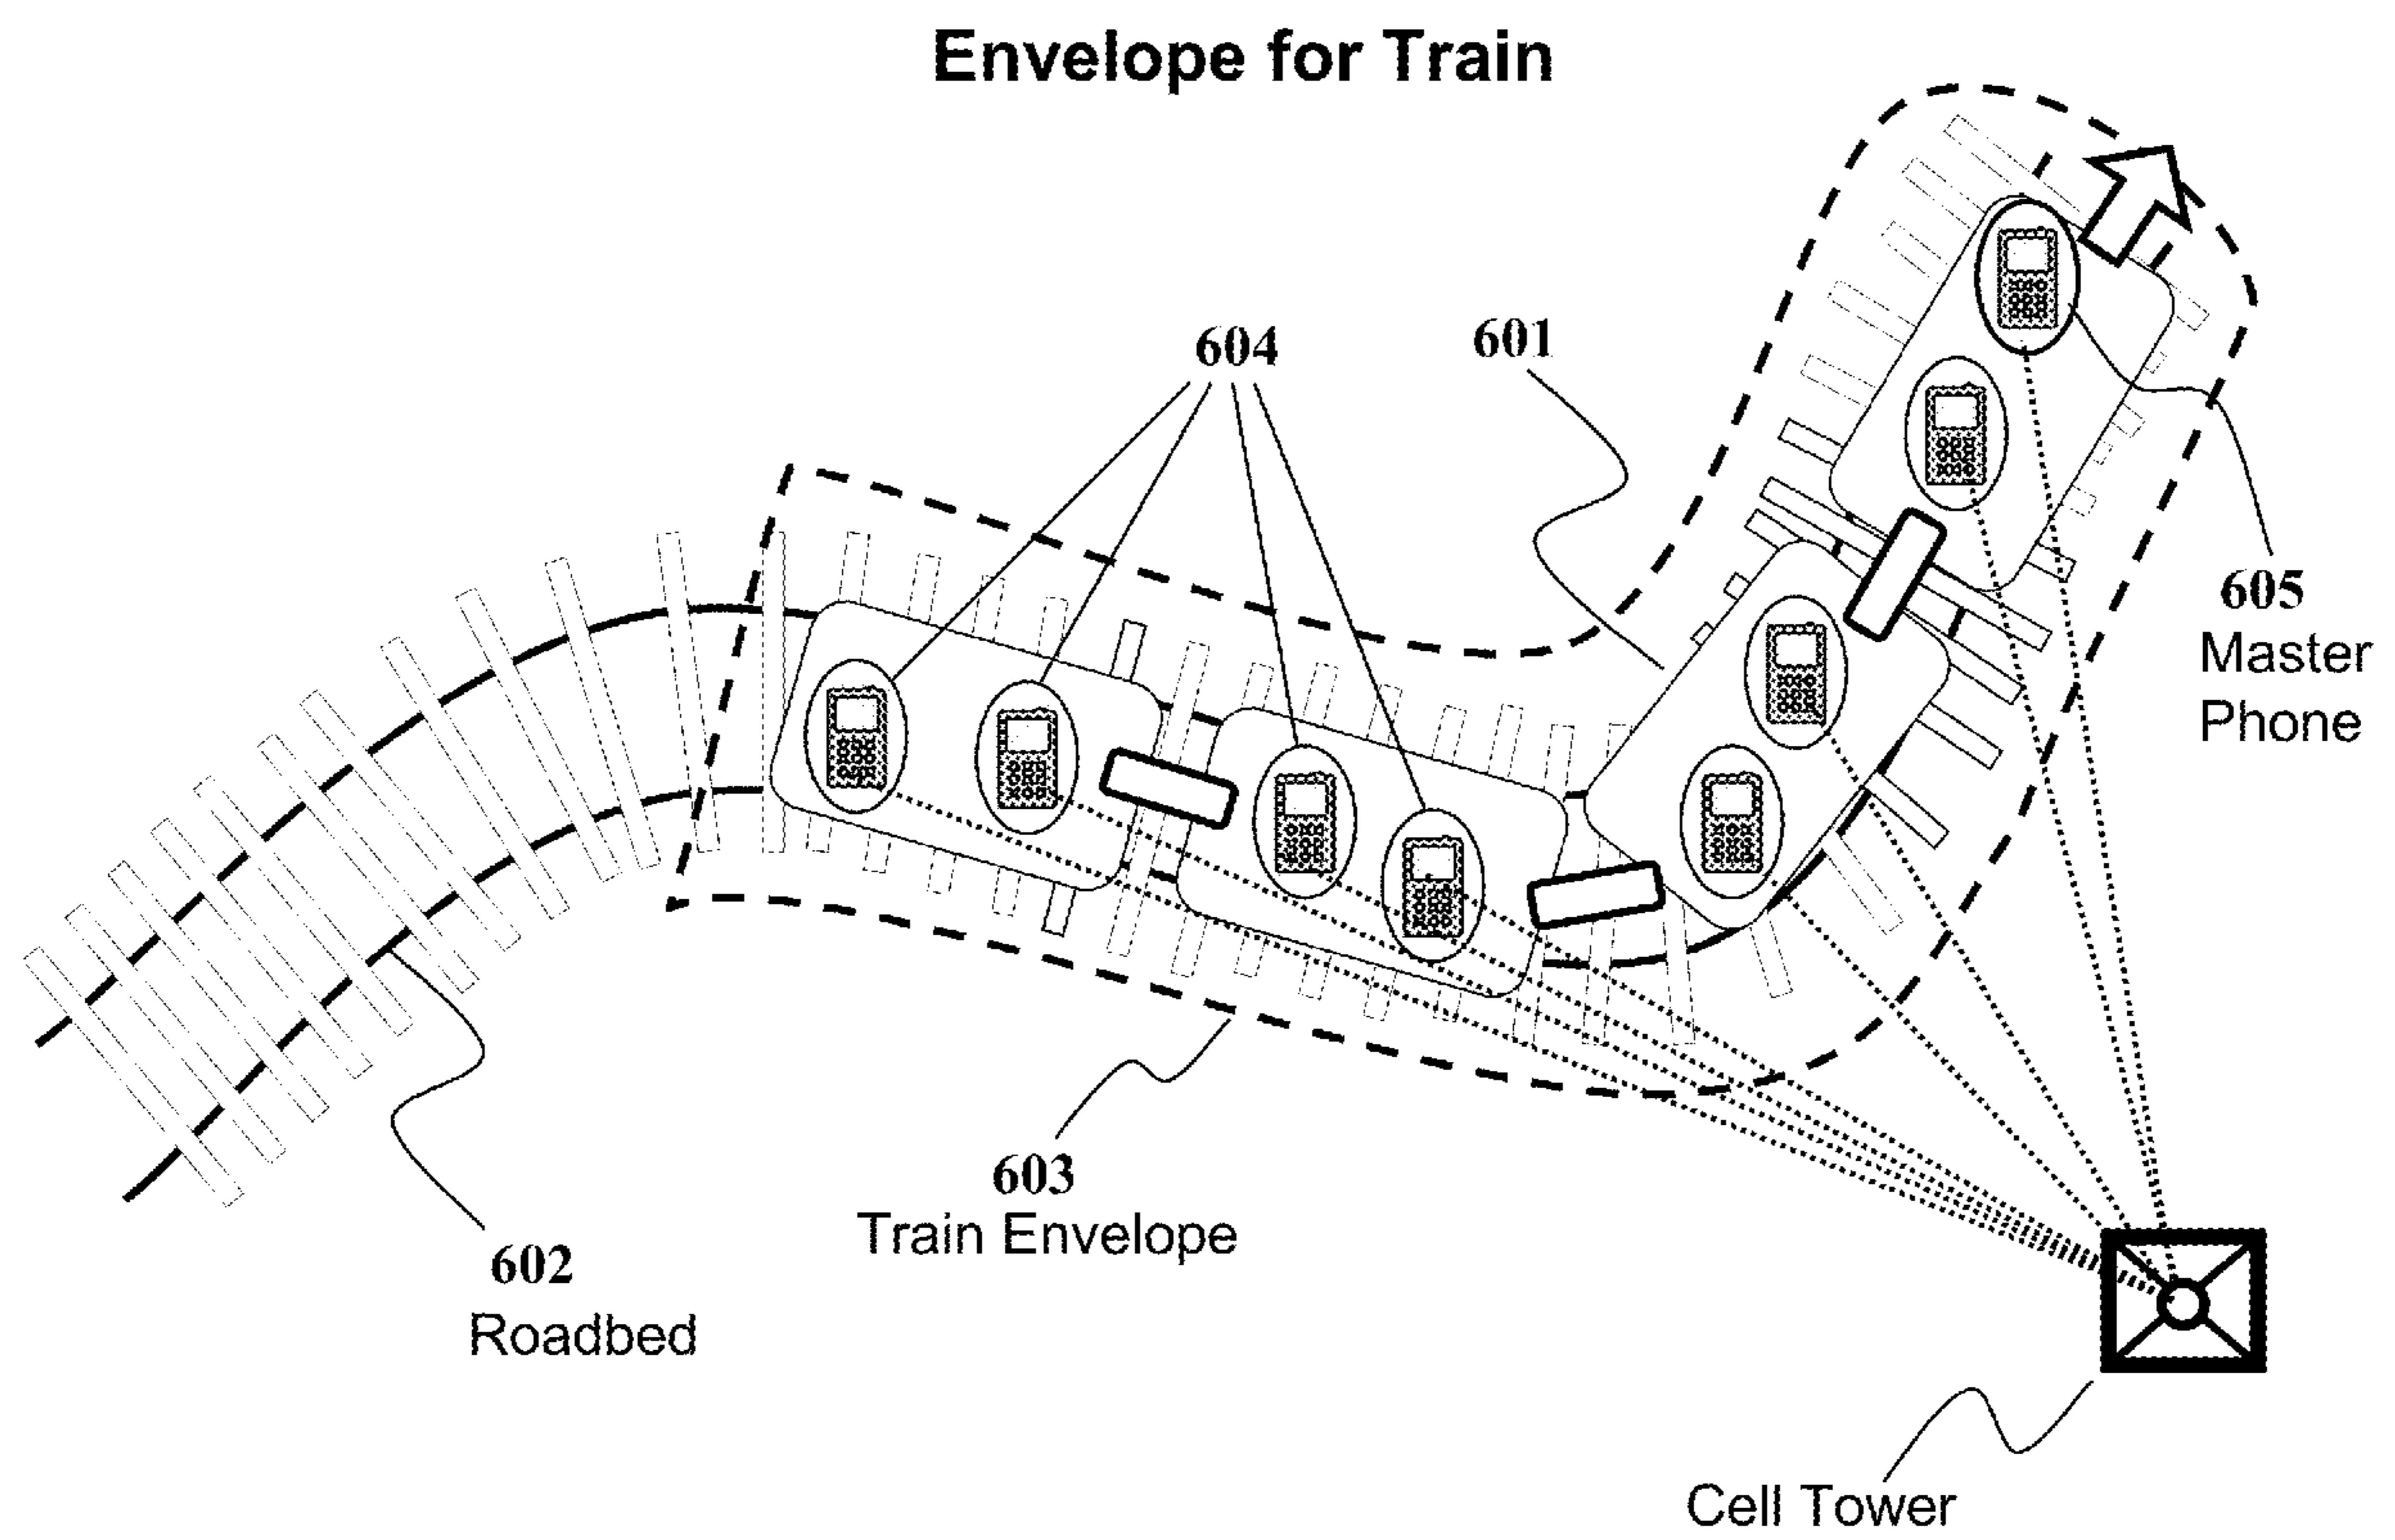 Envelope for Train
604
601
605
Master
Phone
603
Train Envelope
602
Roadbed
Cell Tower